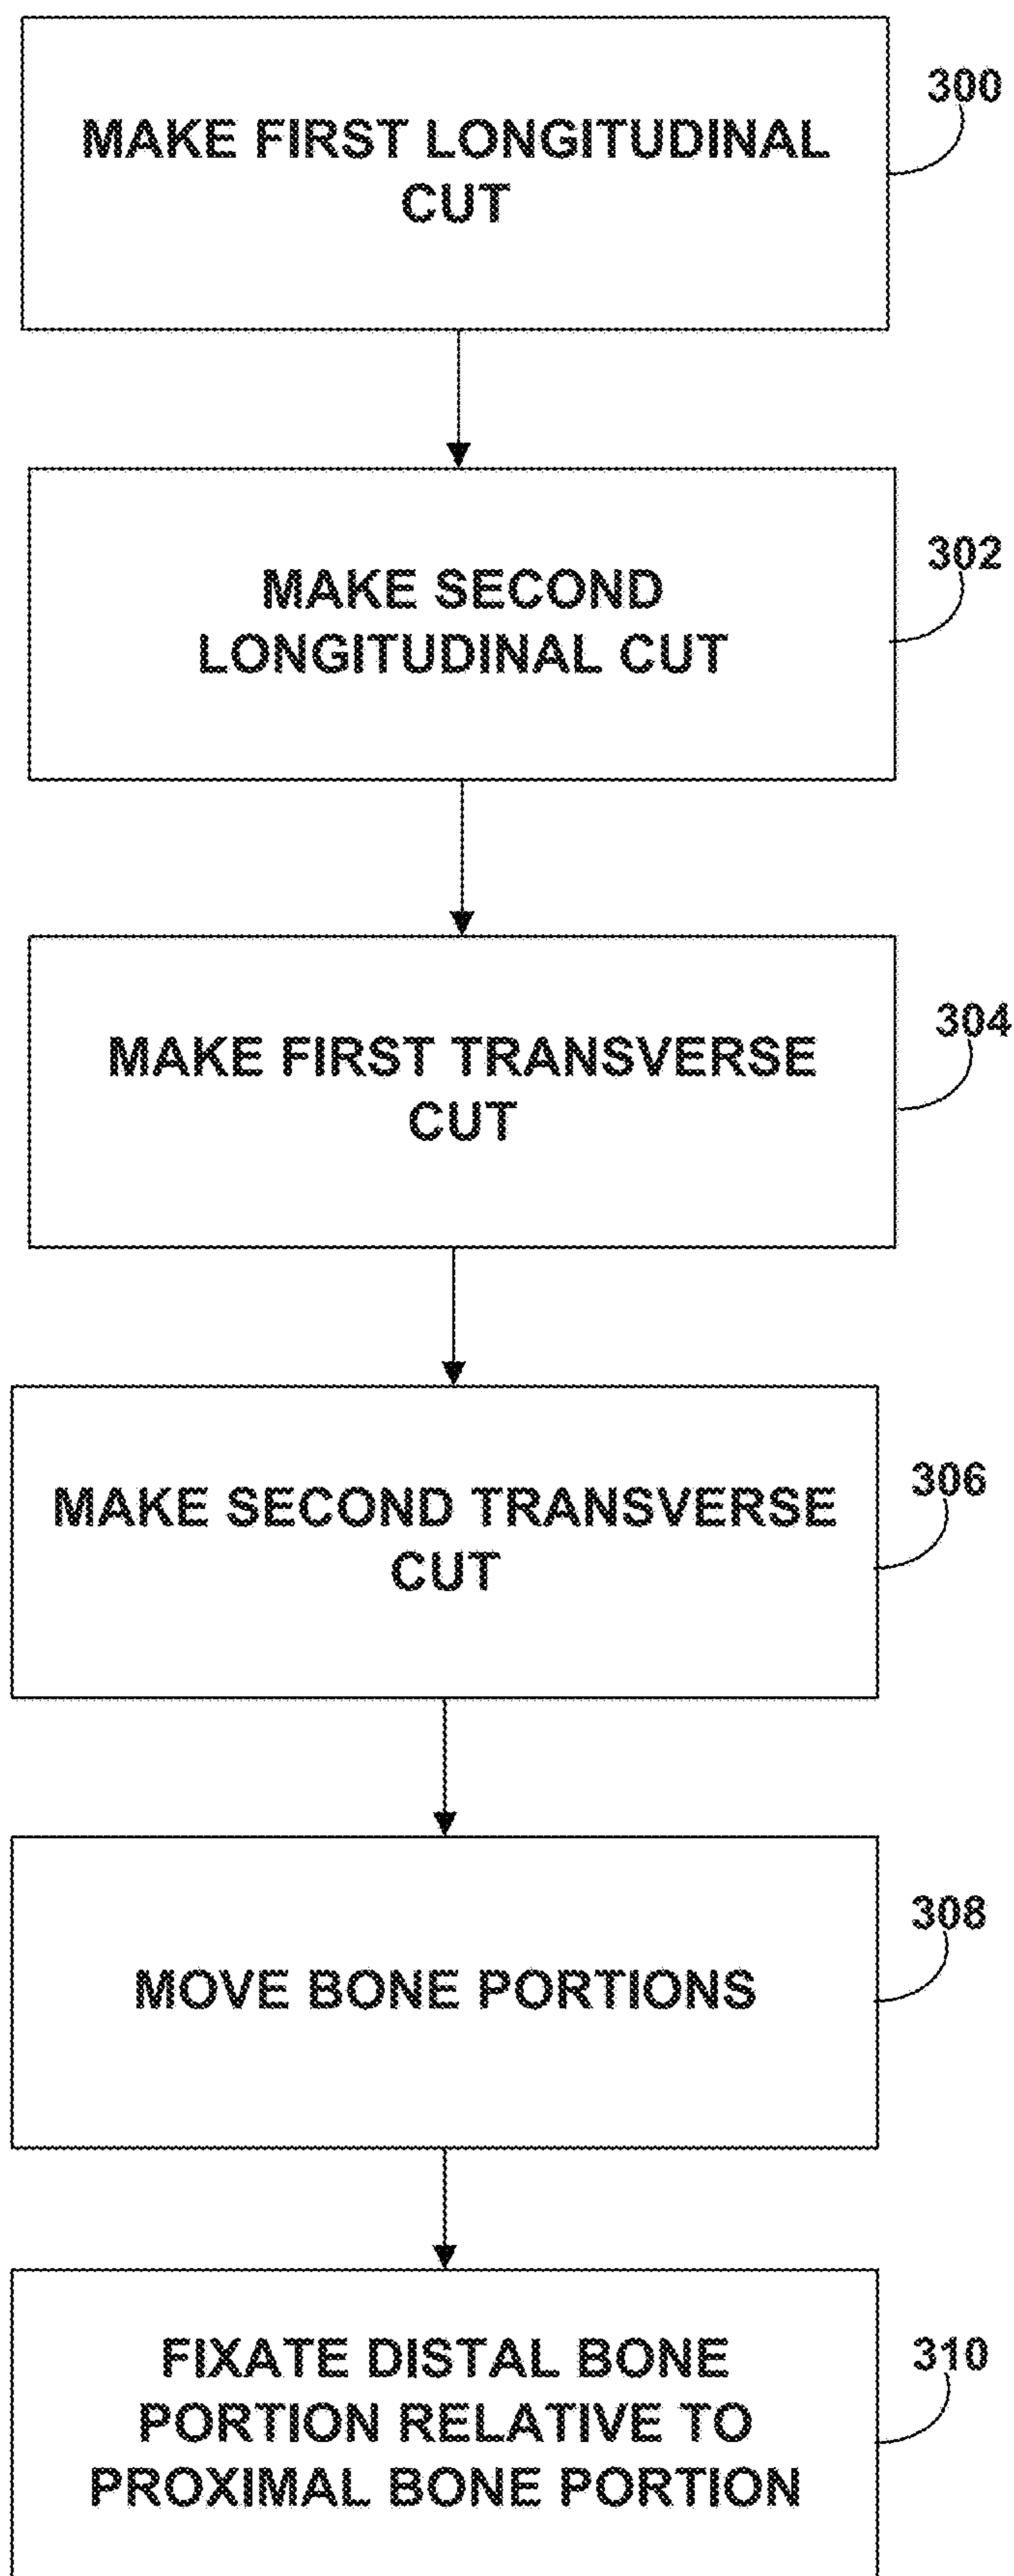 MAKE FIRST LONGITUDINAL
CUT
300
MAKE SECOND
LONGITUDINAL CUT
302
MAKE FIRST TRANSVERSE
CUT
304
MAKE SECOND TRANSVERSE
CUT
306
MOVE BONE PORTIONS
308
FIXATE DISTAL BONE
PORTION RELATIVE TO
PROXIMAL BONE PORTION
310